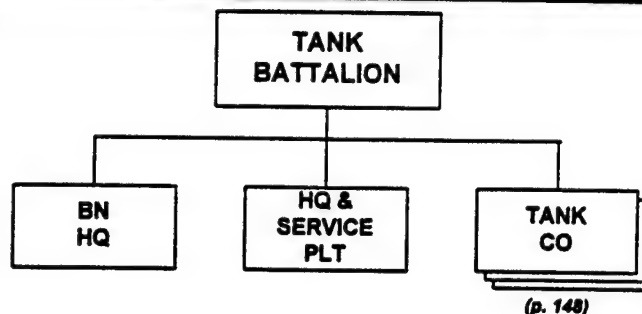 TANK
BATTALION
BN
HQ
HQ &
SERVICE
PLT
TANK
CO
(p. 148)